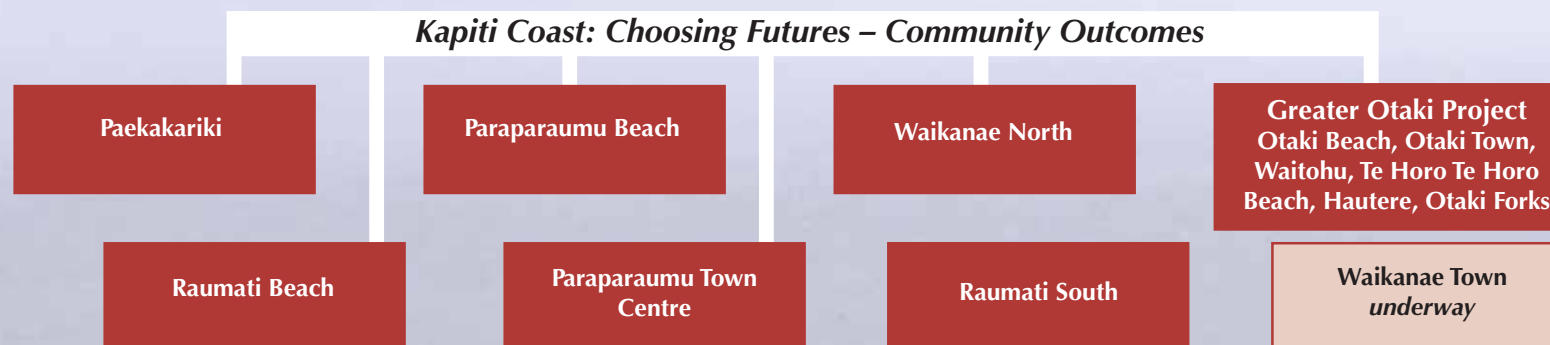 Kapiti Coast: Choosing Futures – Community Outcomes
Paekakariki
Paraparaumu Beach
Waikanae North
Greater Otaki Project
Otaki Beach, Otaki Town,
Waitohu, Te Horo Te Horo
Beach, Hautere, Otaki Forks
Raumati Beach
Paraparaumu Town
Centre
Raumati South
Waikanae Town
underway